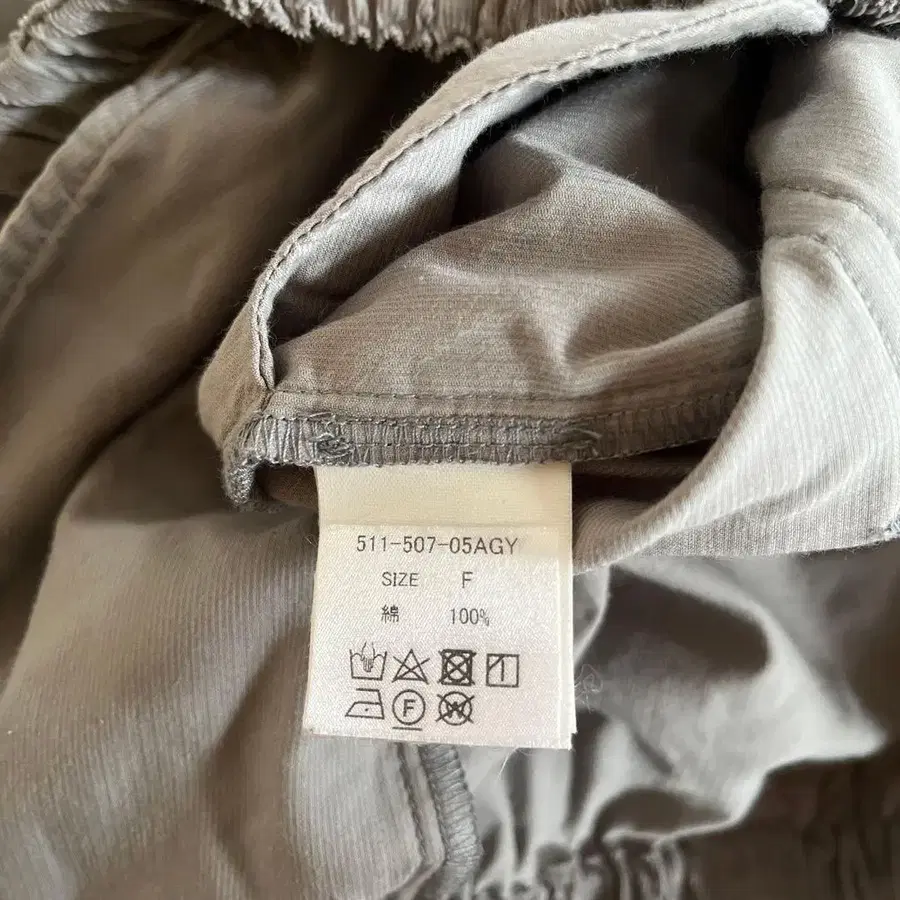 511-507-05AGY
SIZE F
綿 100%
F
W